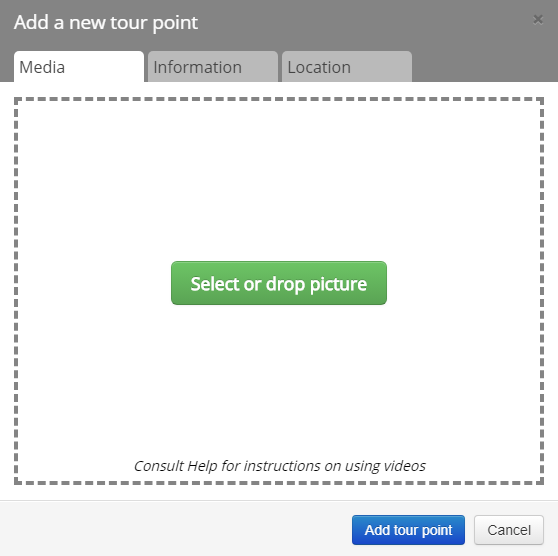 Add a new tour point
×
Media Information Location
Select or drop picture
Consult Help for instructions on using videos
Add tour point Cancel